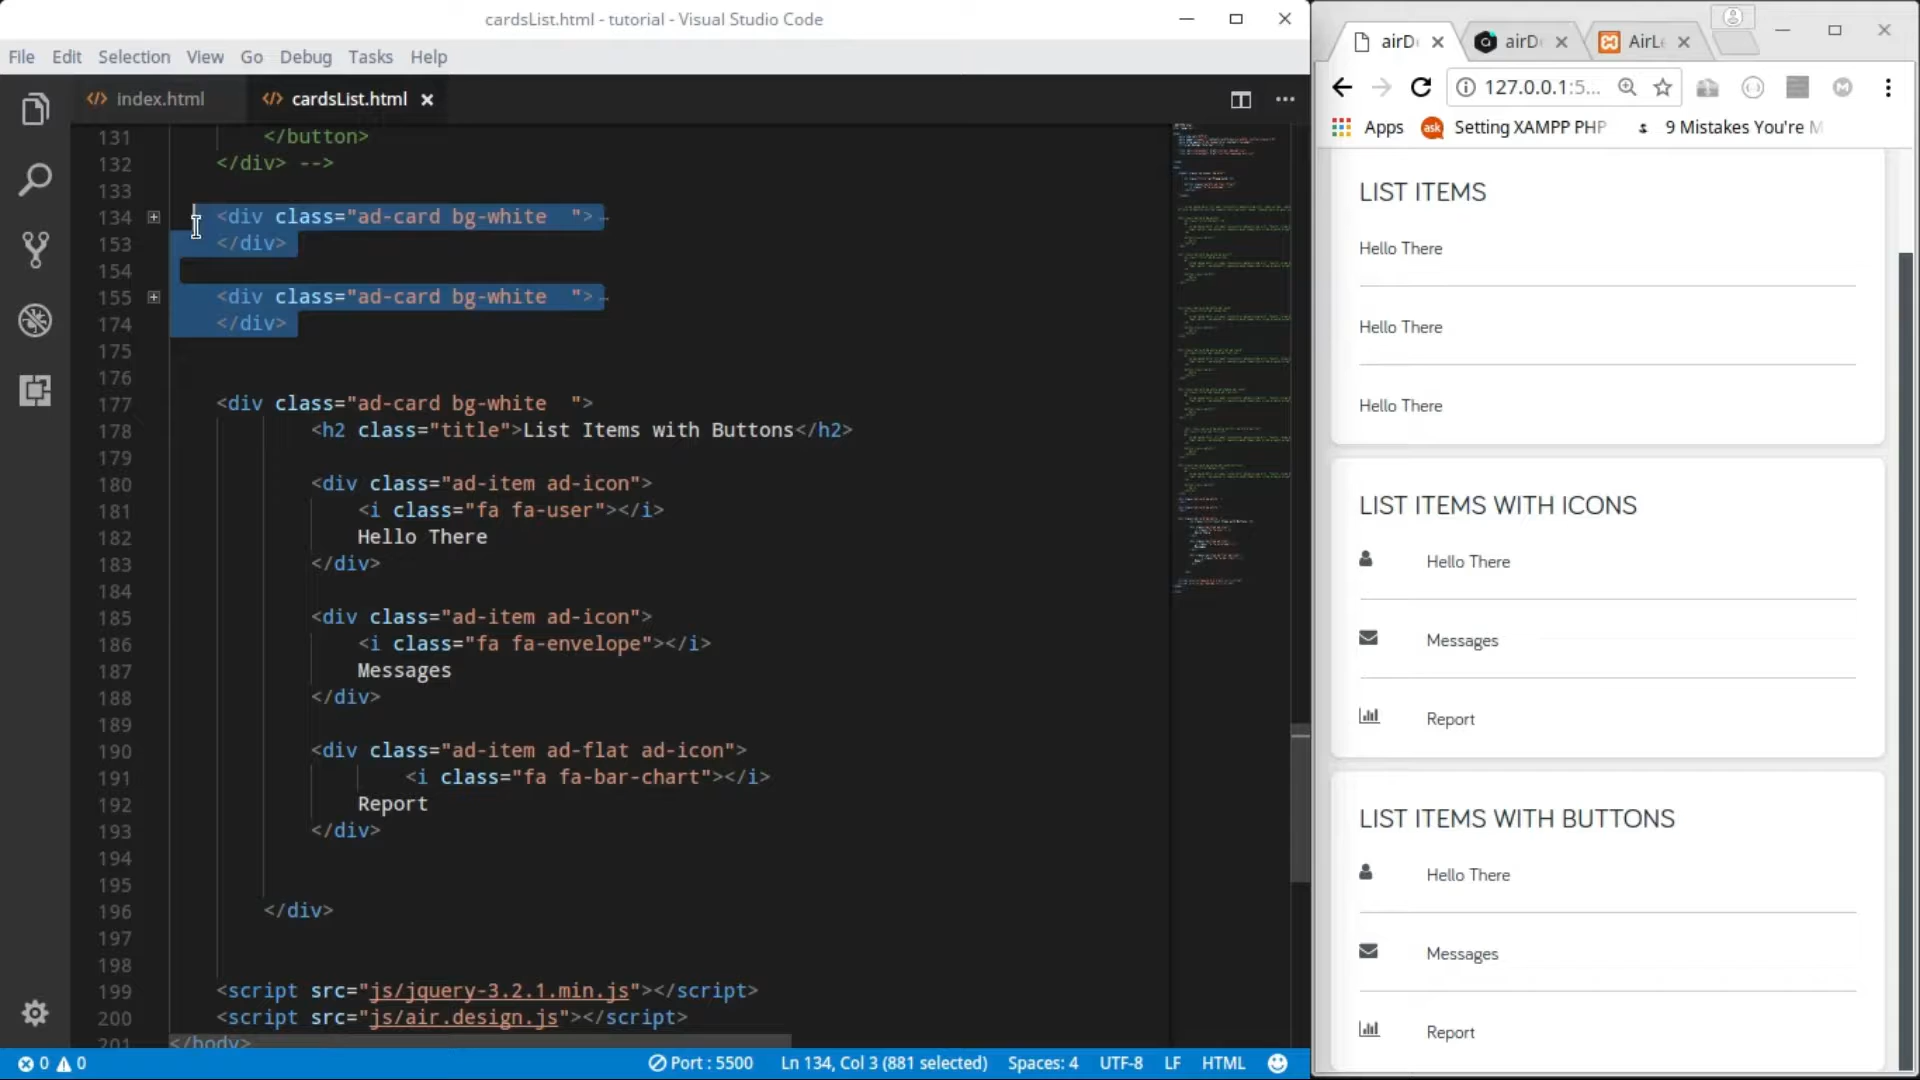 cardsList.html - tutorial - Visual Studio Code
File Edit Selection View Go Debug Tasks Help
index.html
cardsList.html
131 </button>
132 </div> -->
133
134 <div class="ad-card bg-white  ">
153 </div>
154
155 <div class="ad-card bg-white  ">
174 </div>
175
176
177 <div class="ad-card bg-white  ">
178 <h2 class="title">List Items with Buttons</h2>
179
180 <div class="ad-item ad-icon">
181 <i class="fa fa-user"></i>
182 Hello There
183 </div>
184
185 <div class="ad-item ad-icon">
186 <i class="fa fa-envelope"></i>
187 Messages
188 </div>
189
190 <div class="ad-item ad-flat ad-icon">
191 <i class="fa fa-bar-chart"></i>
192 Report
193 </div>
194
195
196 </div>
197
198
199 <script src="js/jquery-3.2.1.min.js"></script>
200 <script src="js/air.design.js"></script>
201 </body>
0 0 Port : 5500 Ln 134, Col 3 (881 selected) Spaces: 4 UTF-8 LF HTML
airD airD AirLe
127.0.0.1:5...
Apps ask Setting XAMPP PHP 9 Mistakes You're M
LIST ITEMS
Hello There
Hello There
Hello There
LIST ITEMS WITH ICONS
Hello There
Messages
Report
LIST ITEMS WITH BUTTONS
Hello There
Messages
Report